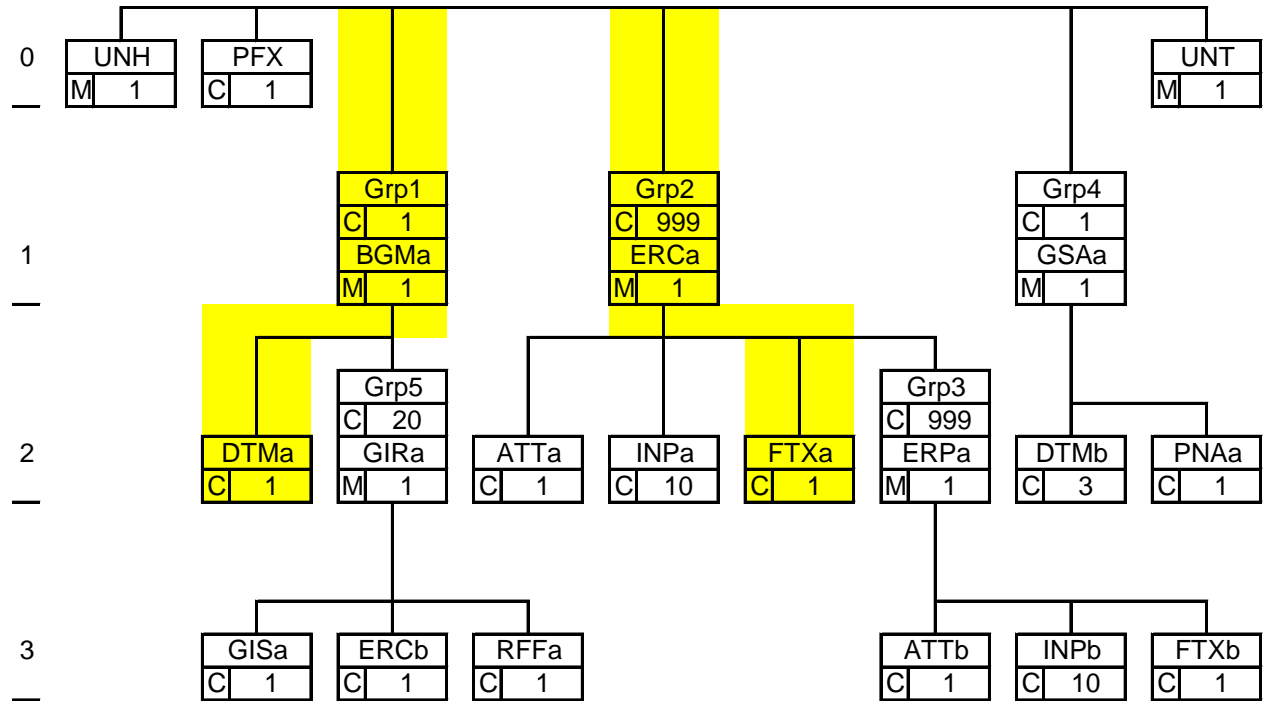 0 UNH PFX UNT
M 1 C 1 M 1
Grp1 Grp2 Grp4
C 1 C 999 C 1
1 BGMa ERCa GSAa
M 1 M 1 M 1
Grp5 Grp3
C 20 C 999
2 DTMa GIRa ATTa INPa FTXa ERPa DTMb PNAa
C 1 M 1 C 1 C 10 C 1 M 1 C 3 C 1
3 GISa ERCb RFFa ATTb INPb FTXb
C 1 C 1 C 1 C 1 C 10 C 1